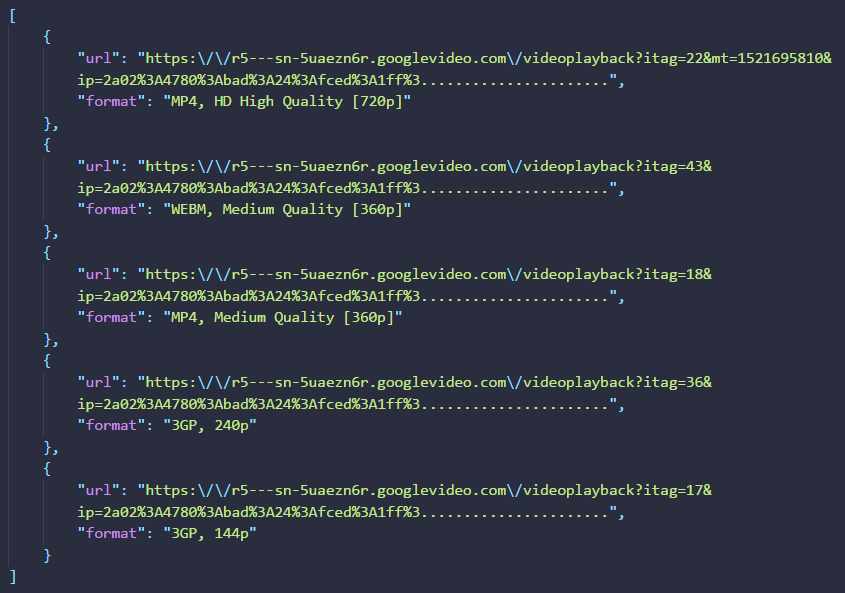 [
{
"url": "https:\/\/r5---sn-5uaezn6r.googlevideo.com\/videoplayback?itag=22&mt=1521695810&
ip=2a02%3A4780%3Abad%3A24%3Afced%3A1ff%3......................",
"format": "MP4, HD High Quality [720p]"
},
{
"url": "https:\/\/r5---sn-5uaezn6r.googlevideo.com\/videoplayback?itag=43&
ip=2a02%3A4780%3Abad%3A24%3Afced%3A1ff%3......................",
"format": "WEBM, Medium Quality [360p]"
},
{
"url": "https:\/\/r5---sn-5uaezn6r.googlevideo.com\/videoplayback?itag=18&
ip=2a02%3A4780%3Abad%3A24%3Afced%3A1ff%3......................",
"format": "MP4, Medium Quality [360p]"
},
{
"url": "https:\/\/r5---sn-5uaezn6r.googlevideo.com\/videoplayback?itag=36&
ip=2a02%3A4780%3Abad%3A24%3Afced%3A1ff%3......................",
"format": "3GP, 240p"
},
{
"url": "https:\/\/r5---sn-5uaezn6r.googlevideo.com\/videoplayback?itag=17&
ip=2a02%3A4780%3Abad%3A24%3Afced%3A1ff%3......................",
"format": "3GP, 144p"
}
]